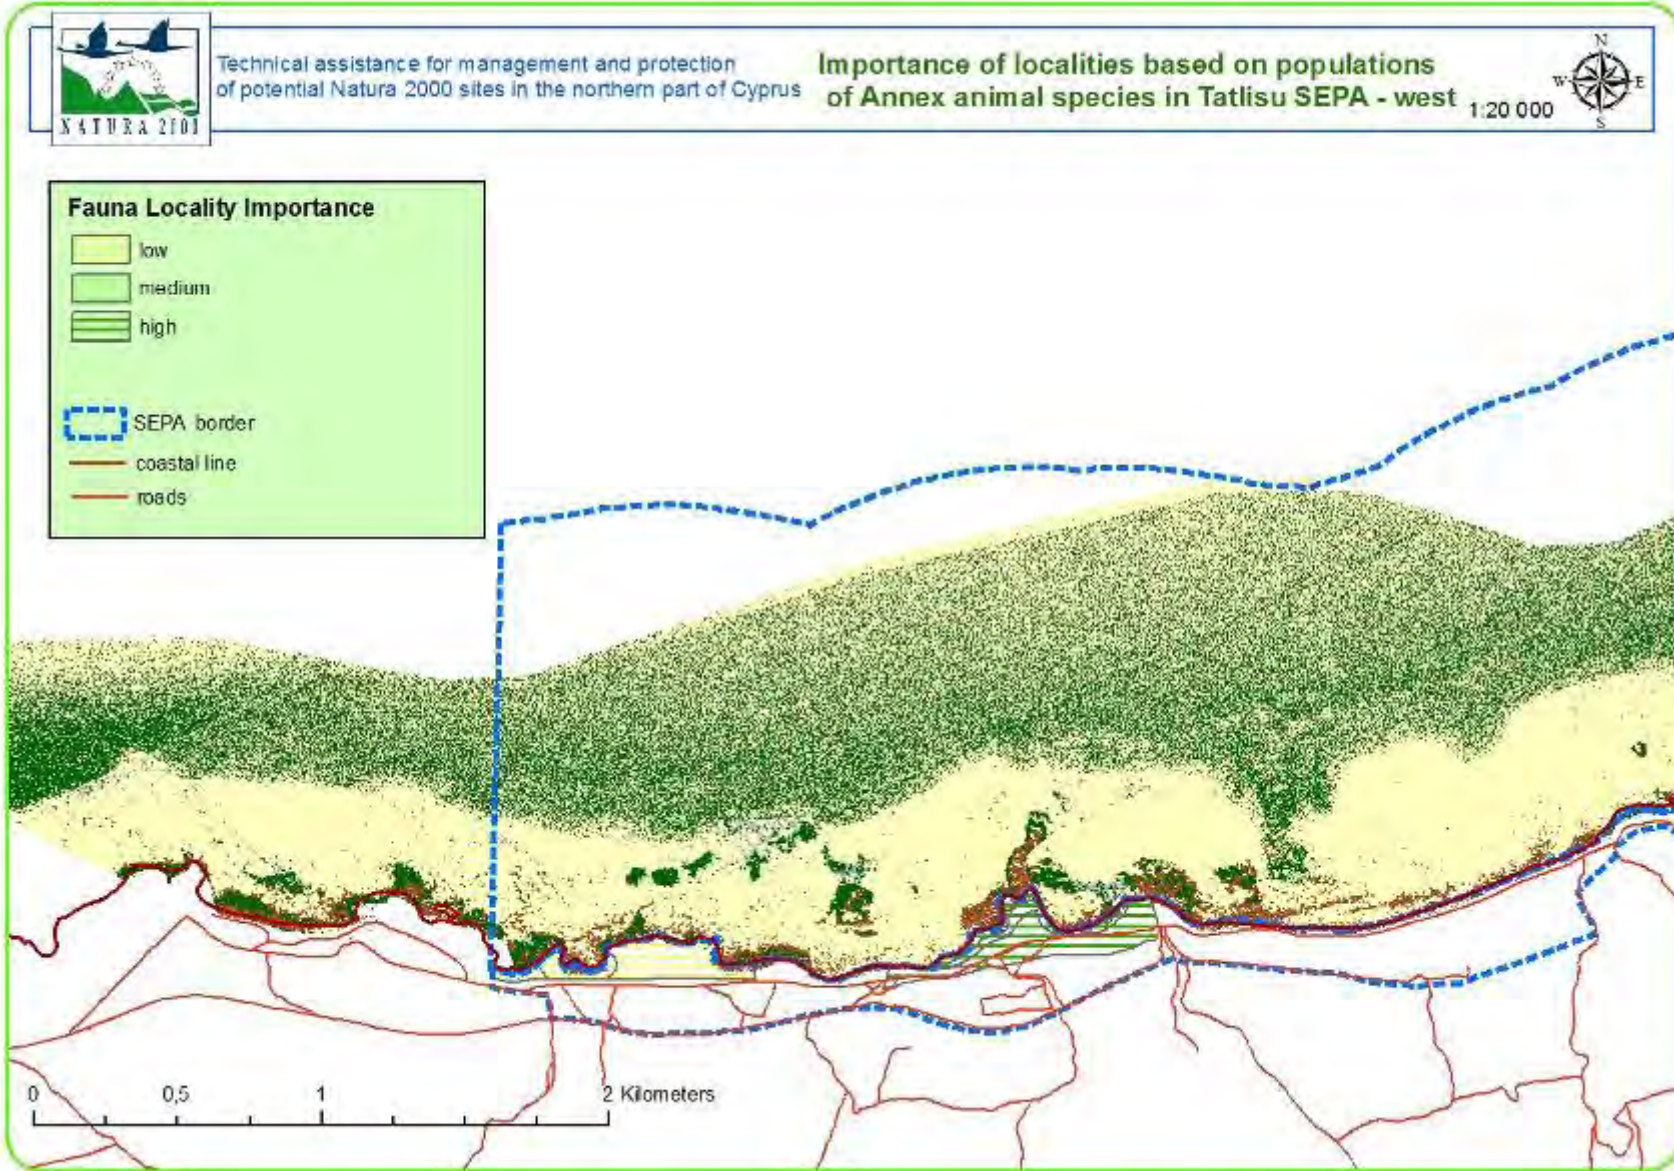 Technical assistance for management and protection
of potential Natura 2000 sites in the northern part of Cyprus
Importance of localities based on populations
of Annex animal species in Tatlisu SEPA - west
1:20 000
N
W
E
S
NATURA 2000
Fauna Locality Importance
low
medium
high
SEPA border
coastal line
roads
0
0,5
1
2 Kilometers